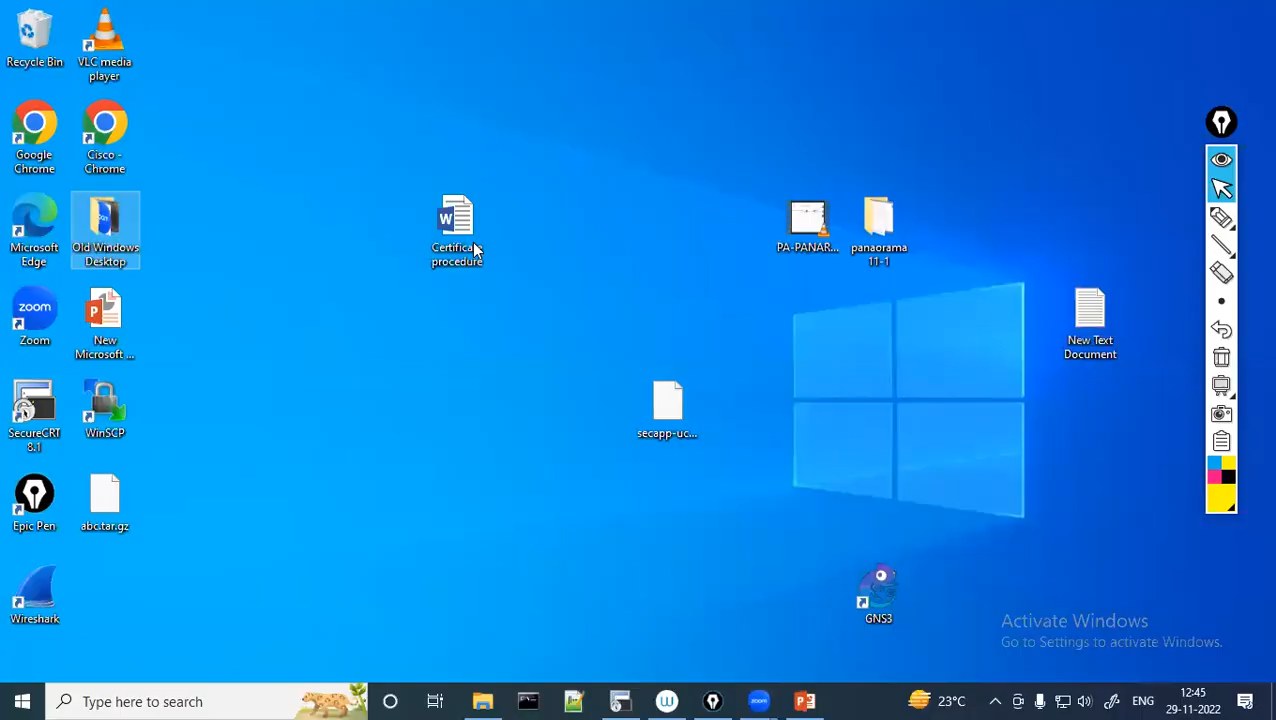 Recycle Bin
VLC media
player
Google
Chrome
Cisco -
Chrome
Microsoft
Edge
Old Windows
Desktop
Certificate
procedure
PA-PANAR...
panaorama
11-1
zoom
Zoom
New
Microsoft ...
New Text
Document
SecureCRT
8.1
WinSCP
secapp-uc...
Epic Pen
abc.tar.gz
Wireshark
GNS3
Activate Windows
Go to Settings to activate Windows.
Type here to search
zoom
23°C
ENG
12:45
29-11-2022